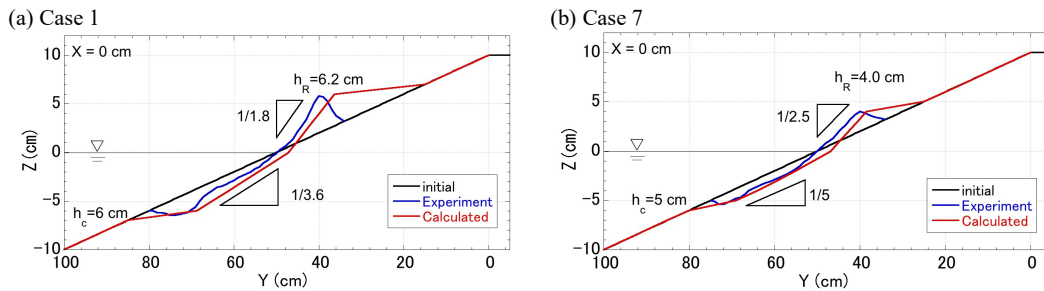 (a) Case 1
X = 0 cm
h_R=6.2 cm
1/1.8
1/3.6
h_c=6 cm
initial
Experiment
Calculated
10
5
0
−5
−10
Z (cm)
100 80 60 40 20 0
Y (cm)
(b) Case 7
X = 0 cm
h_R=4.0 cm
1/2.5
1/5
h_c=5 cm
initial
Experiment
Calculated
10
5
0
−5
−10
Z (cm)
100 80 60 40 20 0
Y (cm)